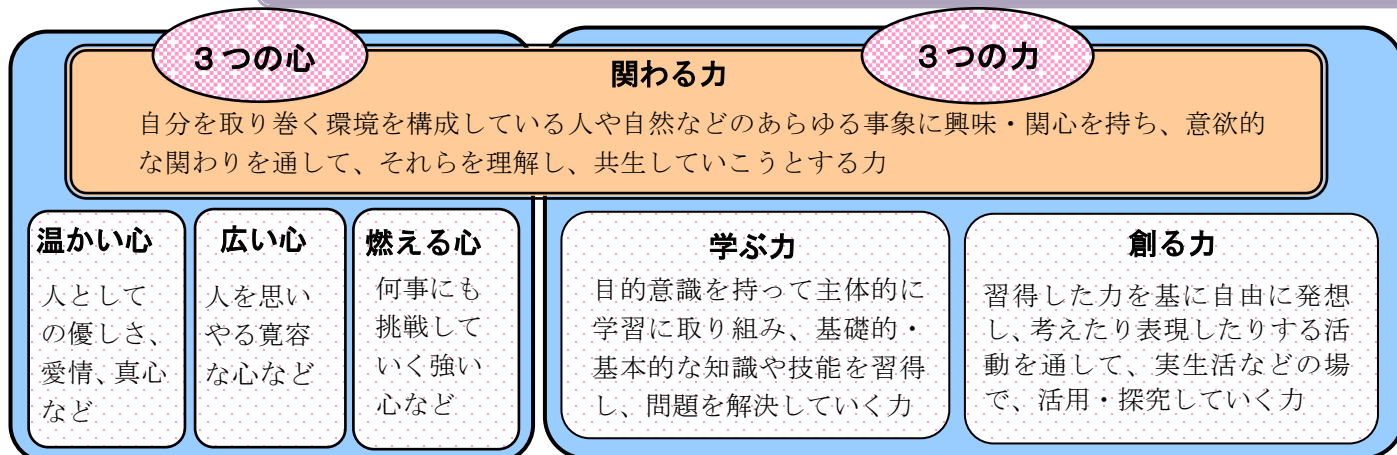 3つの心
3つの力
関わる力
自分を取り巻く環境を構成している人や自然などのあらゆる事象に興味・関心を持ち、意欲的
な関わりを通して、それらを理解し、共生していこうとする力
温かい心
人として
の優しさ、
愛情、真心
など
広い心
人を思い
やる寛容
な心など
燃える心
何事にも
挑戦して
いく強い
心など
学ぶ力
目的意識を持って主体的に
学習に取り組み、基礎的・
基本的な知識や技能を習得
し、問題を解決していく力
創る力
習得した力を基に自由に発想
し、考えたり表現したりする活
動を通して、実生活などの場
で、活用・探究していく力